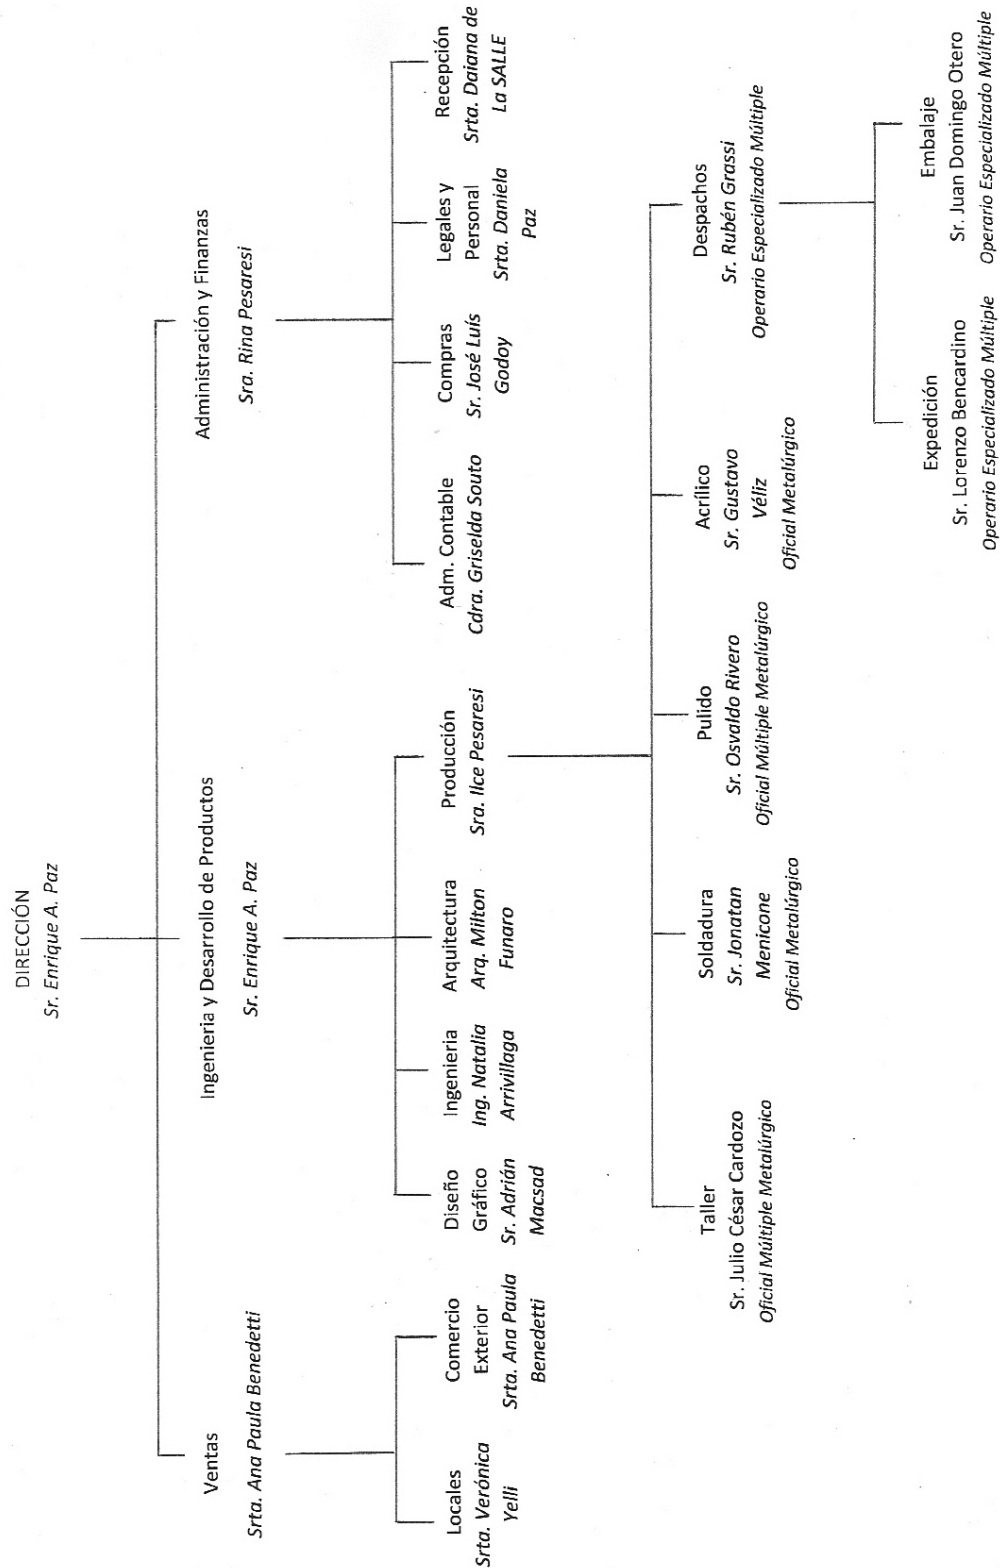 DIRECCIÓN
Sr. Enrique A. Paz
Ventas
Srta. Ana Paula Benedetti
Ingenieria y Desarrollo de Productos
Sr. Enrique A. Paz
Administración y Finanzas
Sra. Rina Pesaresi
Locales
Srta. Verónica
Yelli
Comercio
Exterior
Srta. Ana Paula
Benedetti
Diseño
Gráfico
Sr. Adrián
Macsad
Ingenieria
Ing. Natalia
Arrivillaga
Arquitectura
Arq. Milton
Funaro
Producción
Sra. Ilce Pesaresi
Adm. Contable
Cdra. Griselda Souto
Compras
Sr. José Luís
Godoy
Legales y
Personal
Srta. Daniela
Paz
Recepción
Srta. Daiana de
La SALLE
Taller
Sr. Julio César Cardozo
Oficial Múltiple Metalúrgico
Soldadura
Sr. Jonatan
Menicone
Oficial Metalúrgico
Pulido
Sr. Osvaldo Rivero
Oficial Múltiple Metalúrgico
Acrílico
Sr. Gustavo
Véliz
Oficial Metalúrgico
Despachos
Sr. Rubén Grassi
Operario Especializado Múltiple
Expedición
Sr. Lorenzo Bencardino
Operario Especializado Múltiple
Embalaje
Sr. Juan Domingo Otero
Operario Especializado Múltiple